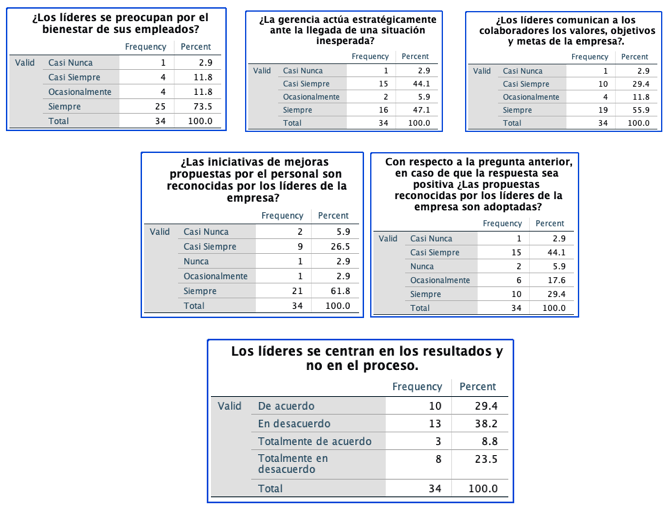 ¿Los líderes se preocupan por el
bienestar de sus empleados?
Frequency Percent
Valid Casi Nunca 1 2.9
Casi Siempre 4 11.8
Ocasionalmente 4 11.8
Siempre 25 73.5
Total 34 100.0
¿La gerencia actúa estratégicamente
ante la llegada de una situación
inesperada?
Frequency Percent
Valid Casi Nunca 1 2.9
Casi Siempre 15 44.1
Ocasionalmente 2 5.9
Siempre 16 47.1
Total 34 100.0
¿Los líderes comunican a los
colaboradores los valores, objetivos
y metas de la empresa?.
Frequency Percent
Valid Casi Nunca 1 2.9
Casi Siempre 10 29.4
Ocasionalmente 4 11.8
Siempre 19 55.9
Total 34 100.0
¿Las iniciativas de mejoras
propuestas por el personal son
reconocidas por los líderes de la
empresa?
Frequency Percent
Valid Casi Nunca 2 5.9
Casi Siempre 9 26.5
Nunca 1 2.9
Ocasionalmente 1 2.9
Siempre 21 61.8
Total 34 100.0
Con respecto a la pregunta anterior,
en caso de que la respuesta sea
positiva ¿Las propuestas
reconocidas por los líderes de la
empresa son adoptadas?
Frequency Percent
Valid Casi Nunca 1 2.9
Casi Siempre 15 44.1
Nunca 2 5.9
Ocasionalmente 6 17.6
Siempre 10 29.4
Total 34 100.0
Los líderes se centran en los resultados y
no en el proceso.
Frequency Percent
Valid De acuerdo 10 29.4
En desacuerdo 13 38.2
Totalmente de acuerdo 3 8.8
Totalmente en 8 23.5
desacuerdo
Total 34 100.0